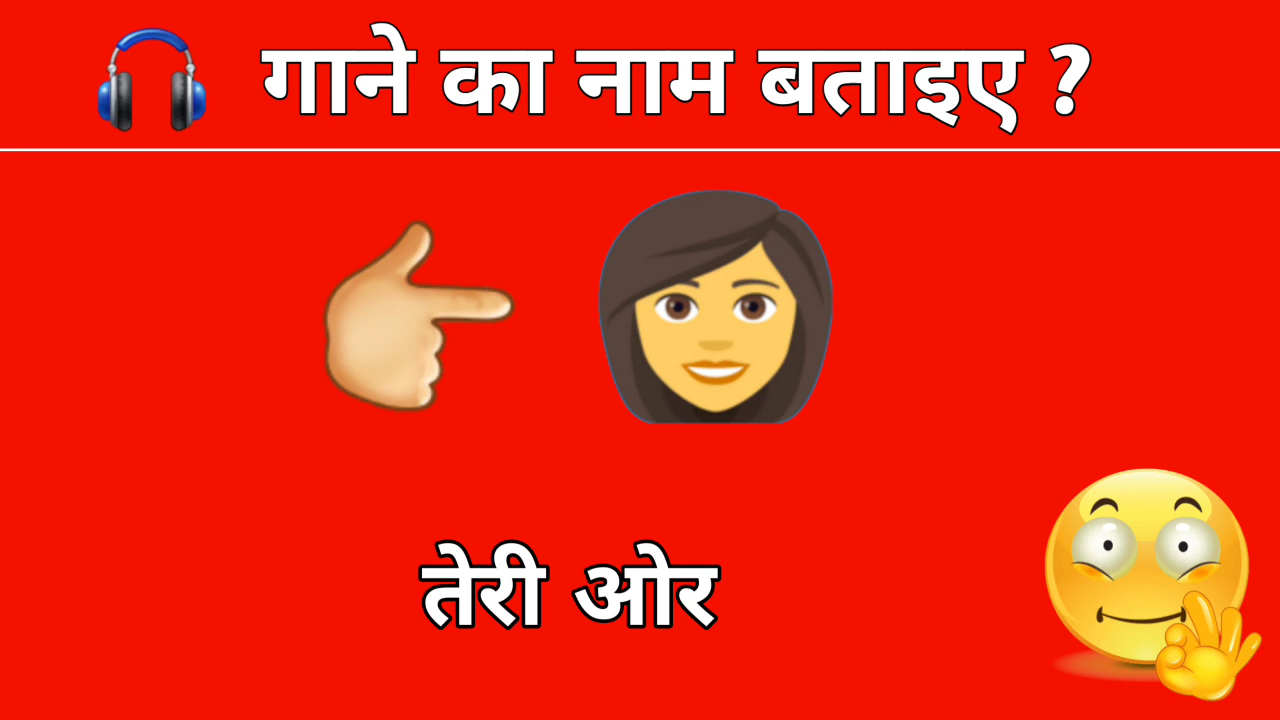 गाने का नाम बताइए ?
तेरी ओर